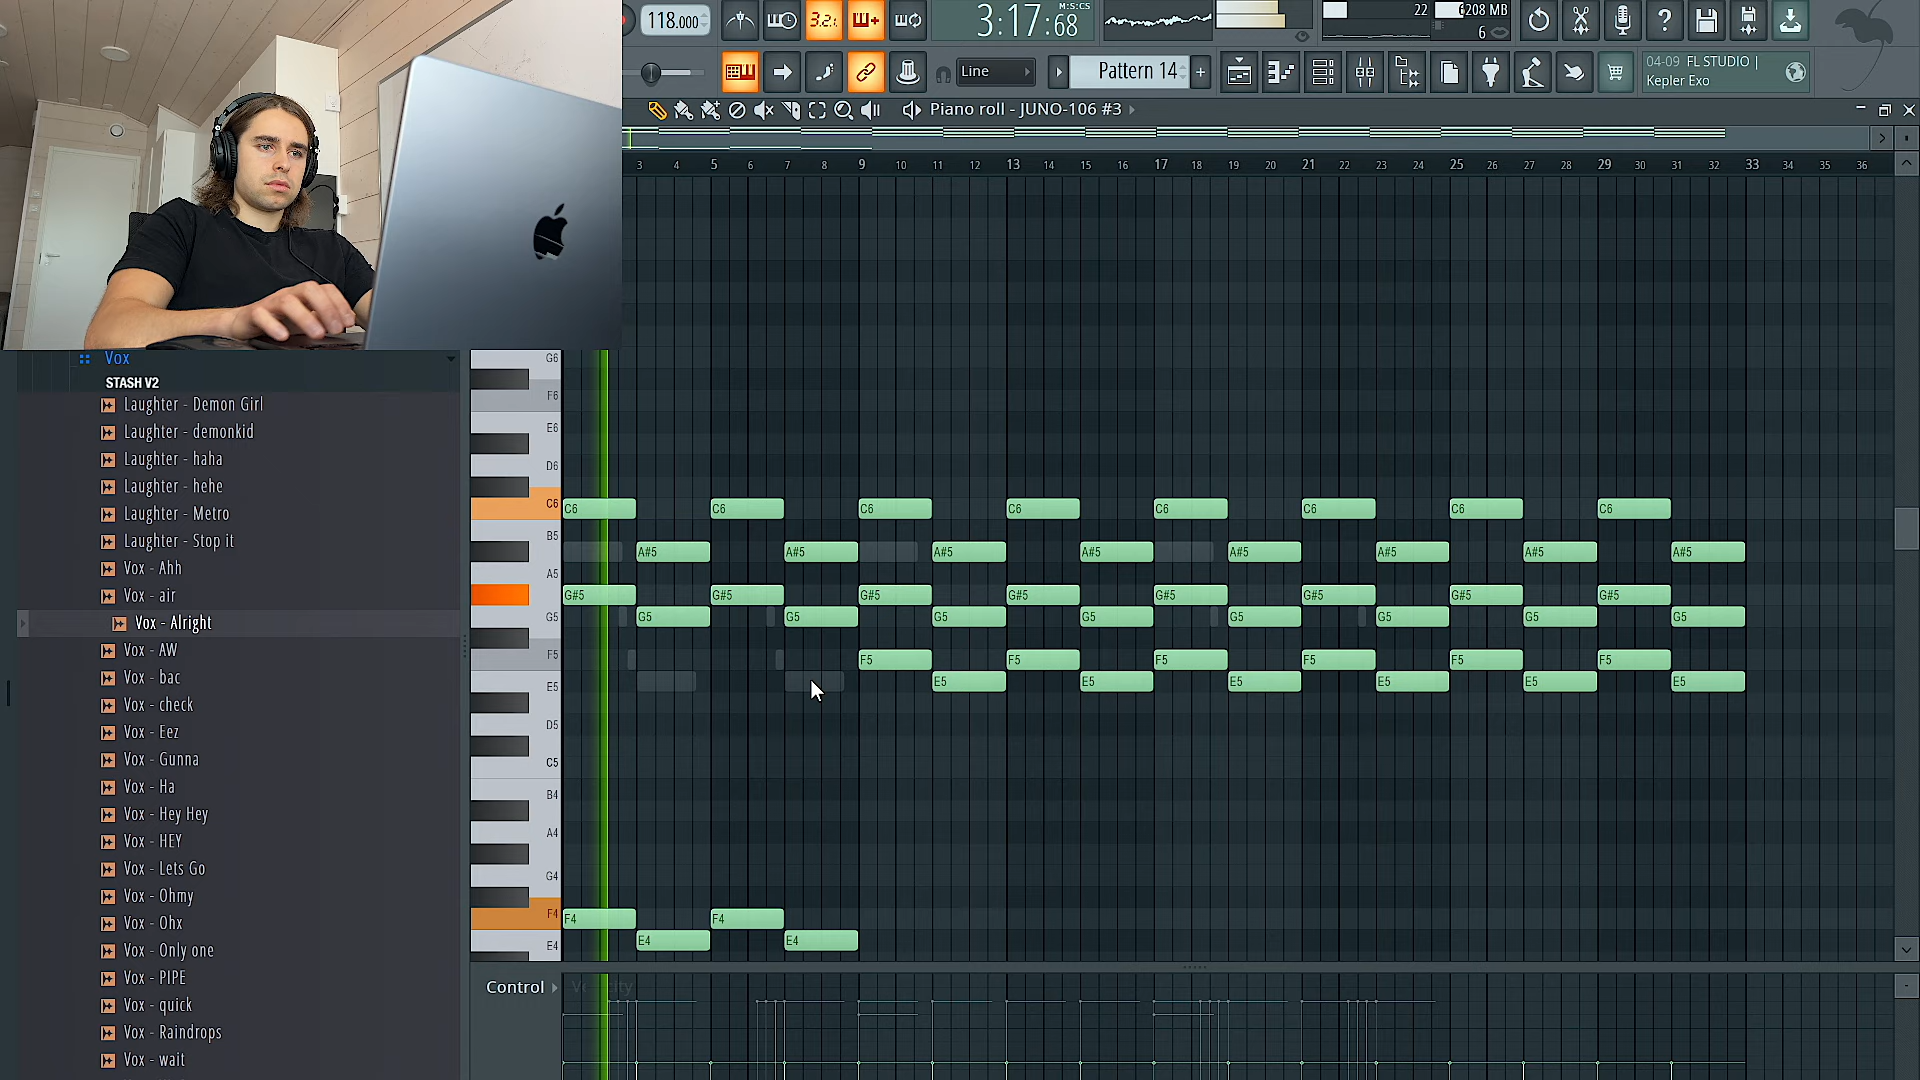 118.000
3:17:68
M:S:CS
22
6208 MB
6
Line
Pattern 14
+
04-09 FL STUDIO |
Kepler Exo
Piano roll - JUNO-106 #3
3 4 5 6 7 8 9 10 11 12 13 14 15 16 17 18 19 20 21 22 23 24 25 26 27 28 29 30 31 32 33 34 35 36
Vox
STASH V2
Laughter - Demon Girl
Laughter - demonkid
Laughter - haha
Laughter - hehe
Laughter - Metro
Laughter - Stop it
Vox - Ahh
Vox - air
Vox - Alright
Vox - AW
Vox - bac
Vox - check
Vox - Eez
Vox - Gunna
Vox - Ha
Vox - Hey Hey
Vox - HEY
Vox - Lets Go
Vox - Ohmy
Vox - Ohx
Vox - Only one
Vox - PIPE
Vox - quick
Vox - Raindrops
Vox - wait
G6
F6
E6
D6
C6
B5
A5
G5
F5
E5
D5
C5
B4
A4
G4
F4
E4
C6 C6 C6 C6 C6 C6 C6 C6
A#5 A#5 A#5 A#5 A#5 A#5 A#5 A#5
G#5 G#5 G#5 G#5 G#5 G#5 G#5 G#5
G5 G5 G5 G5 G5 G5 G5 G5
F5 F5 F5 F5 F5 F5
E5 E5 E5 E5 E5 E5
F4 F4
E4 E4
Control
Velocity